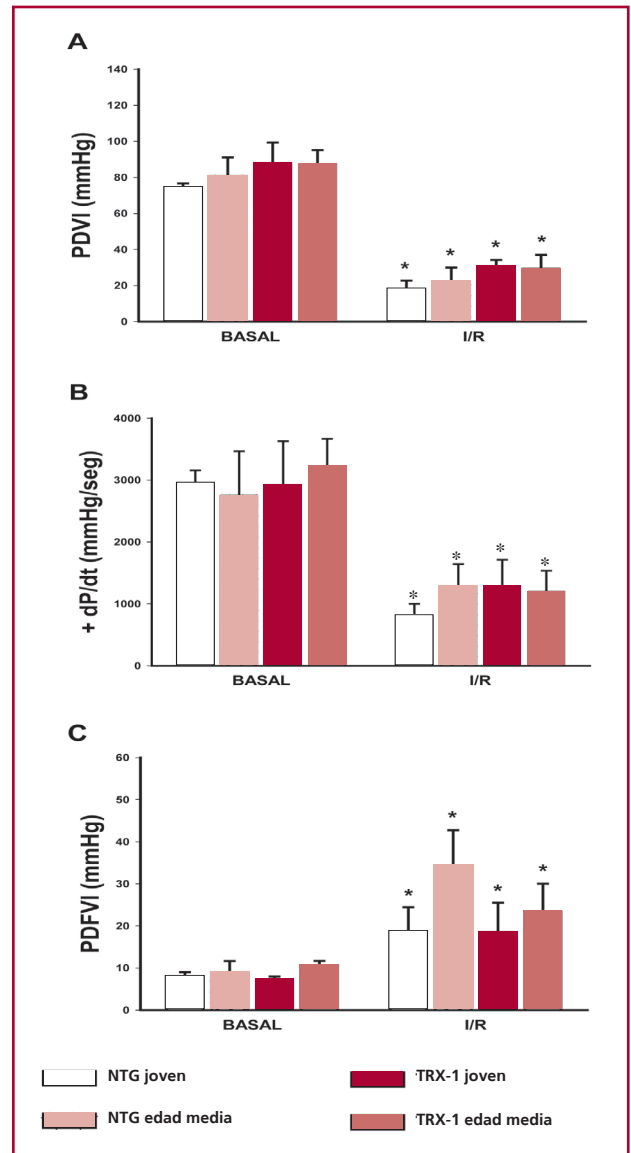 A
PDVI (mmHg)
140
120
100
80
60
40
20
0
* * * *
BASAL I/R
B
+ dP/dt (mmHg/seg)
4000
3000
2000
1000
0
* * * *
BASAL I/R
C
PDFVI (mmHg)
60
50
40
30
20
10
0
* * * *
BASAL I/R
NTG joven TRX-1 joven
NTG edad media TRX-1 edad media